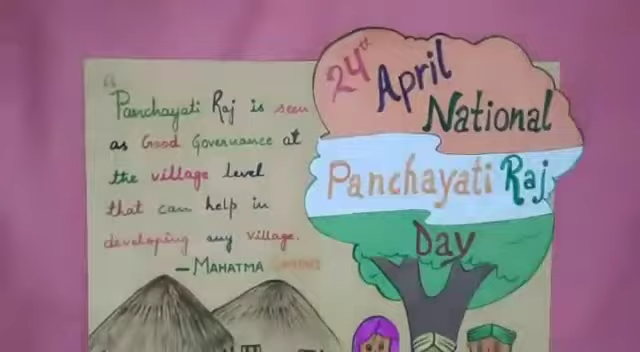 Panchayati Raj is seen
as Good Governance at
the village level
that can help in
developing any village.
— MAHATMA GANDHI
24th April
National
Panchayati Raj
Day